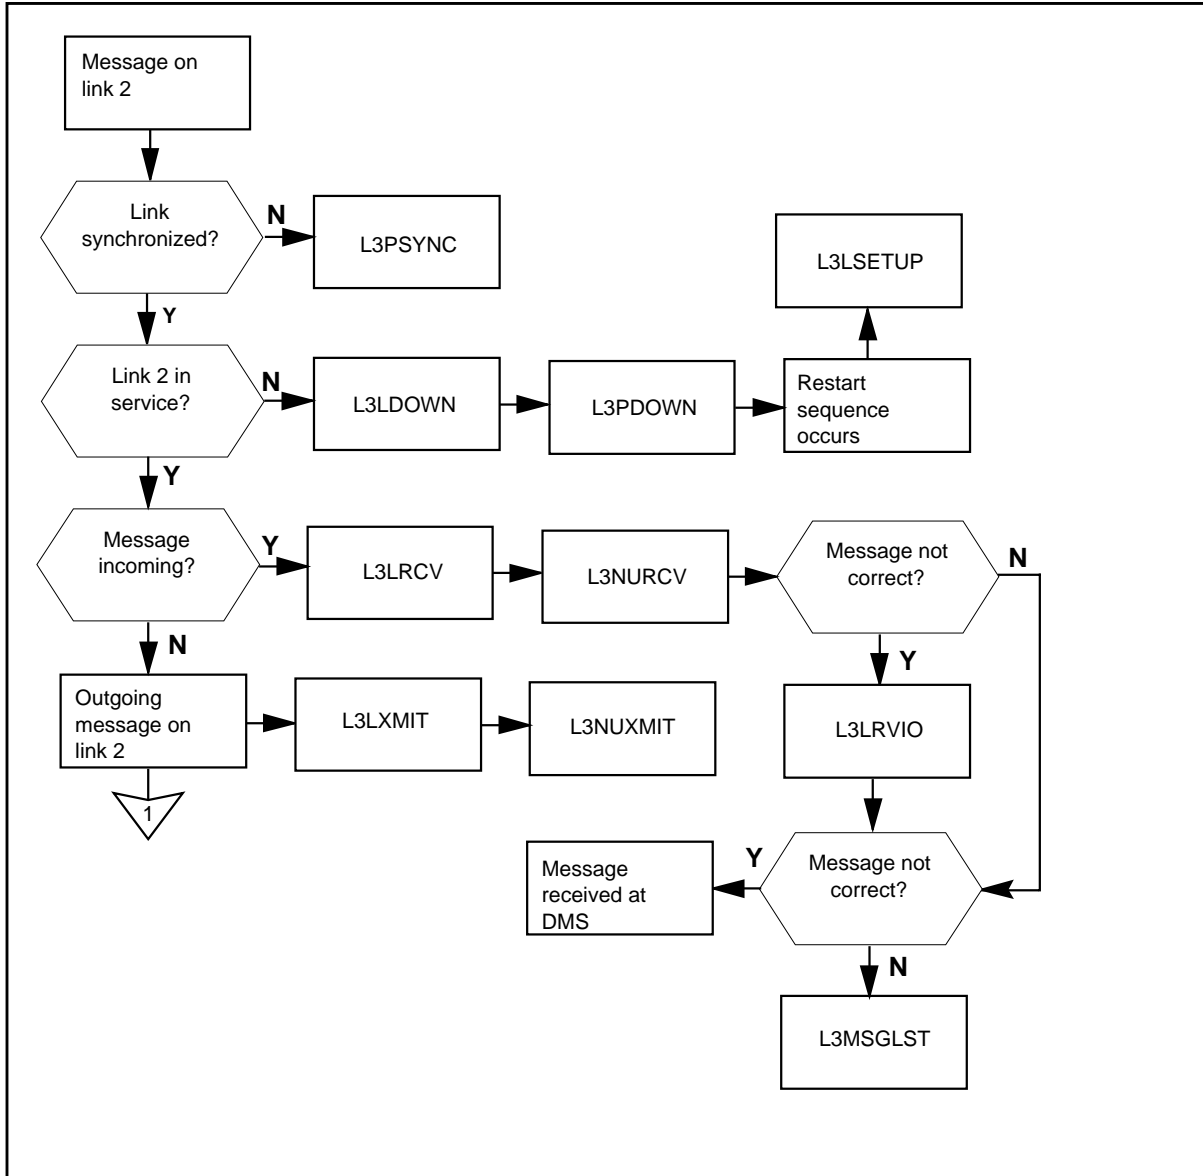 Message on
link 2
Link
synchronized?
N
L3PSYNC
L3LSETUP
Y
Link 2 in
service?
N
L3LDOWN
L3PDOWN
Restart
sequence
occurs
Y
Message
incoming?
Y
L3LRCV
L3NURCV
Message not
correct?
N
N
Y
Outgoing
message on
link 2
L3LXMIT
L3NUXMIT
L3LRVIO
1
Message
received at
DMS
Y
Message not
correct?
N
L3MSGLST